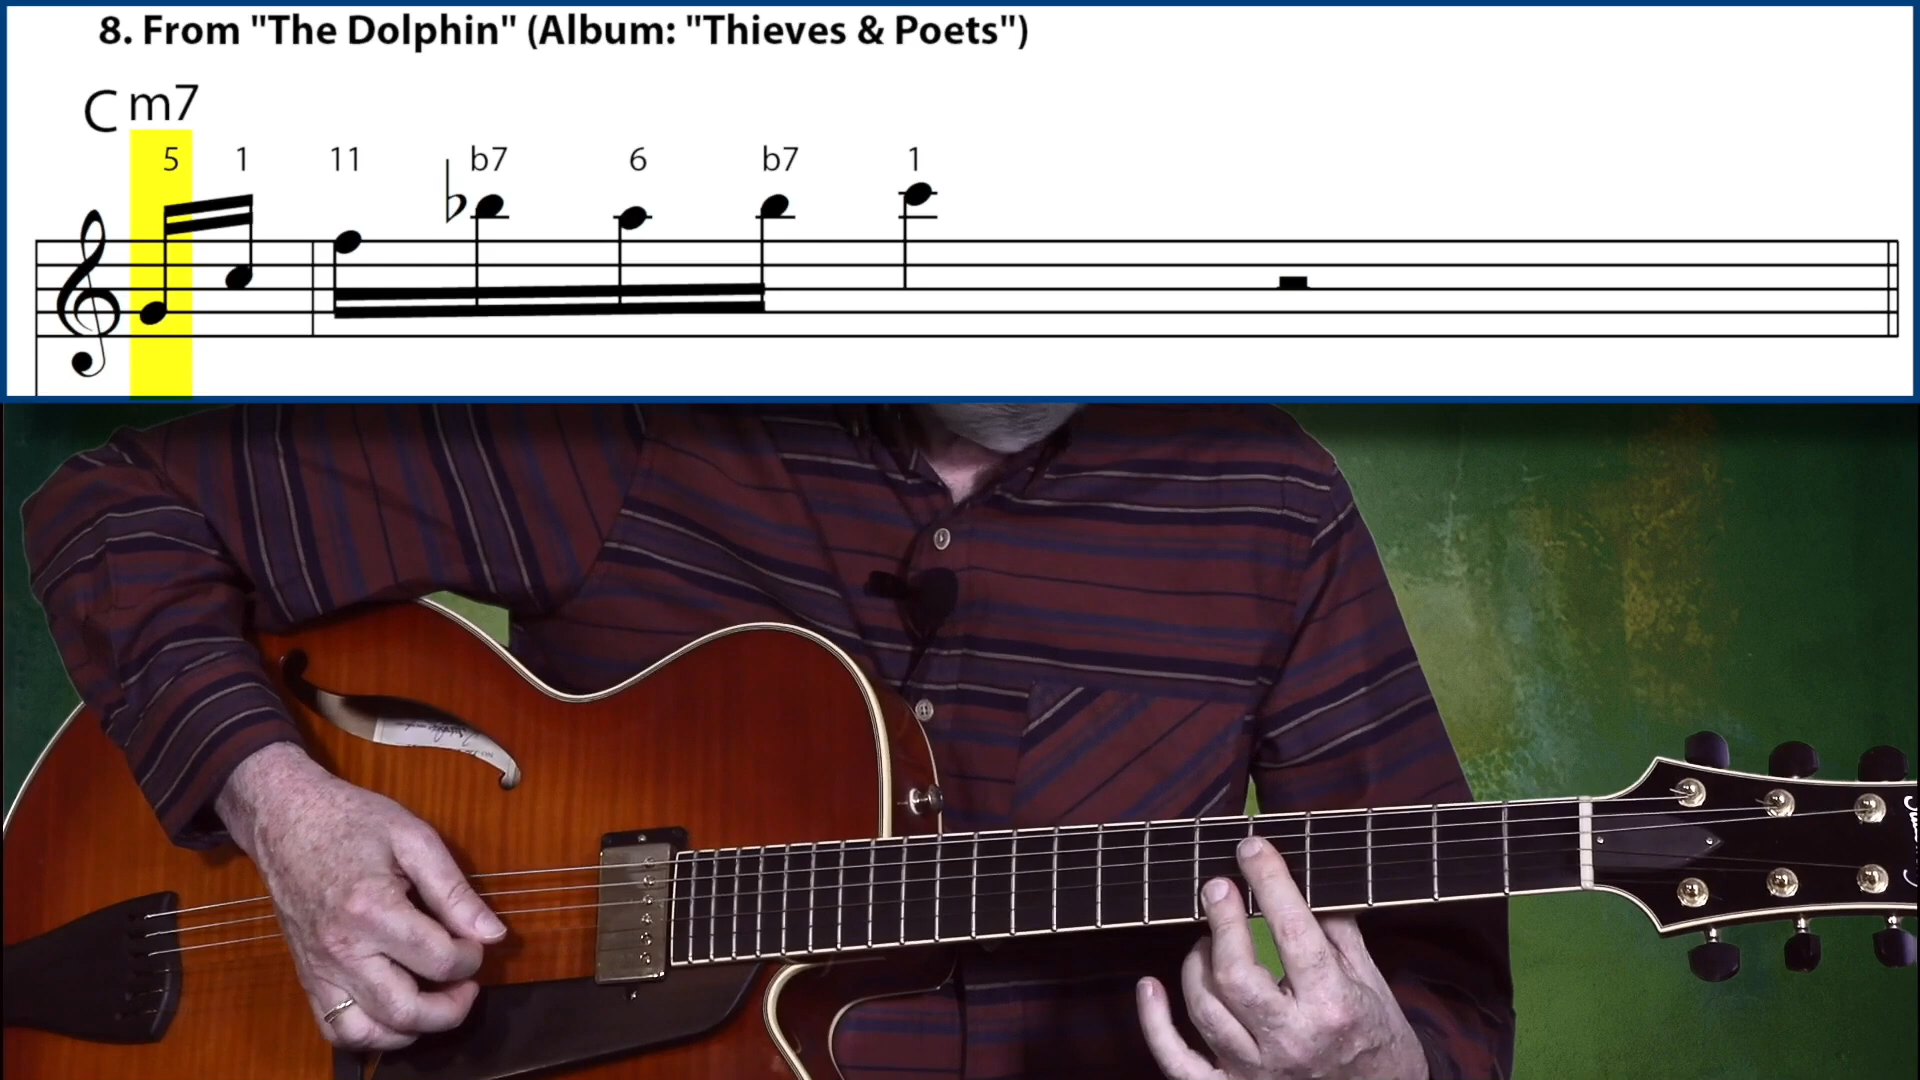 8. From "The Dolphin" (Album: "Thieves & Poets")
C m7
5 1 11 b7 6 b7 1